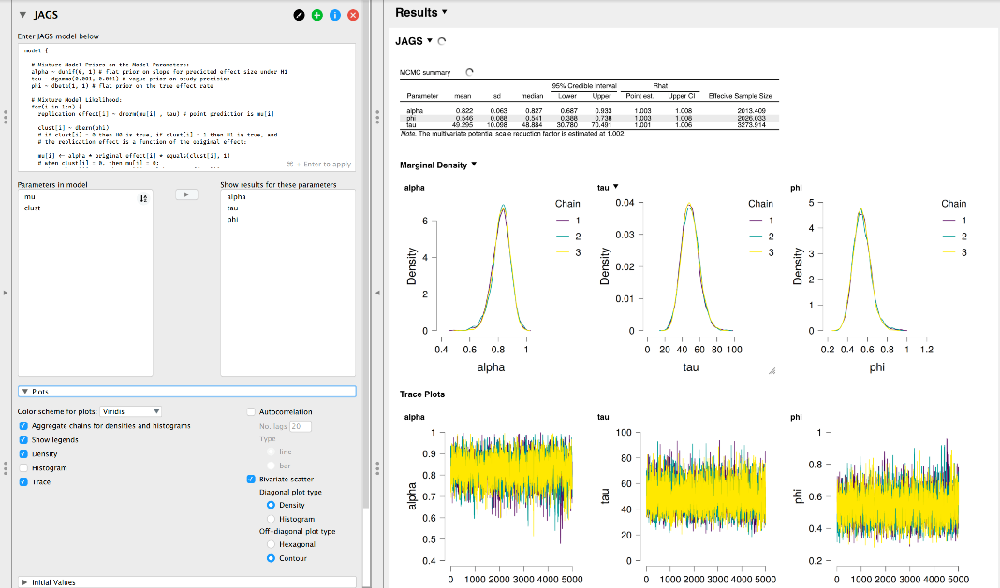 JAGS
Enter JAGS model below
model {
# Mixture Model Priors on the Model Parameters:
alpha ~ dunif(0, 1) # flat prior on slope for predicted effect size under H1
tau ~ dgamma(0.001, 0.001) # vague prior on study precision
phi ~ dbeta(1, 1) # flat prior on the true effect rate
# Mixture Model Likelihood:
for(i in 1:n) {
replication effect[i] ~ dnorm(mu[i] , tau) # point prediction is mu[i]
clust[i] ~ dbern(phi)
# if clust[i] = 0 then H0 is true, if clust[i] = 1 then H1 is true, and
# the replication effect is a function of the original effect:
mu[i] <- alpha * original effect[i] * equals(clust[i], 1)
# when clust[i] = 0, then mu[i] = 0;
⌘ + Enter to apply
Parameters in model
mu
clust
Show results for these parameters
alpha
tau
phi
Plots
Color scheme for plots: Viridis
Aggregate chains for densities and histograms
Show legends
Density
Histogram
Trace
Autocorrelation
No. lags 20
Type
line
bar
Bivariate scatter
Diagonal plot type
Density
Histogram
Off-diagonal plot type
Hexagonal
Contour
Initial Values
Results
JAGS
MCMC summary
95% Credible Interval Rhat
Parameter mean sd median Lower Upper Point est. Upper CI Effecive Sample Size
alpha 0.822 0.063 0.827 0.687 0.933 1.003 1.008 2013.409
phi 0.546 0.088 0.541 0.388 0.738 1.003 1.008 2026.033
tau 49.295 10.098 48.884 30.780 70.491 1.001 1.006 3273.914
Note. The multivariate potential scale reduction factor is estimated at 1.002.
Marginal Density
alpha
Chain
1
2
3
6
4
2
0
Density
0.4 0.6 0.8 1
alpha
tau
Chain
1
2
3
0.04
0.03
0.02
0.01
0
Density
0 20 40 60 80 100
tau
phi
Chain
1
2
3
5
4
3
2
1
0
Density
0.2 0.4 0.6 0.8 1 1.2
phi
Trace Plots
alpha
1
0.9
0.8
0.7
0.6
0.5
0.4
alpha
0 1000 2000 3000 4000 5000
tau
100
80
60
40
20
0
tau
0 1000 2000 3000 4000 5000
phi
1
0.8
0.6
0.4
0.2
phi
0 1000 2000 3000 4000 5000